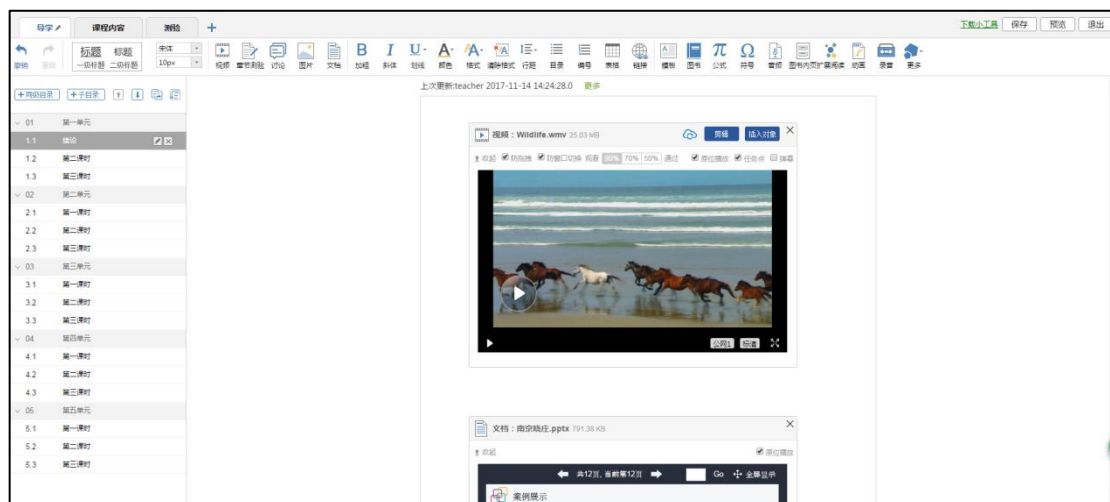 导学 课程内容 测验 +
下载小工具 保存 预览 退出
标题 标题 宋体
一级标题 二级标题 10px
B I U A A π Ω
撤销 重做 视频 章节测验 讨论 图片 文档 加粗 斜体 划线 颜色 格式 清除格式 行距 目录 编号 表格 链接 模板 图书 公式 符号 音频 图书内页 扩展阅读 动画 录音 更多
上次更新:teacher 2017-11-14 14:24:28.0 更多
+同级目录 +子目录
01 第一单元
1.1 绪论
1.2 第二课时
1.3 第三课时
02 第二单元
2.1 第一课时
2.2 第二课时
2.3 第三课时
03 第三单元
3.1 第一课时
3.2 第二课时
3.3 第三课时
04 第四单元
4.1 第一课时
4.2 第二课时
4.3 第三课时
05 第五单元
5.1 第一课时
5.2 第二课时
5.3 第三课时
视频：Wildlife.wmv 25.03 MB 剪辑 插入对象
收起 防拖拽 防窗口切换 观看 90% 70% 50% 通过 原位播放 任务点 弹幕
公网1 标清
文档：南京晓庄.pptx 791.38 KB
收起 原位播放
共12页, 当前第12页 Go 全屏显示
案例展示